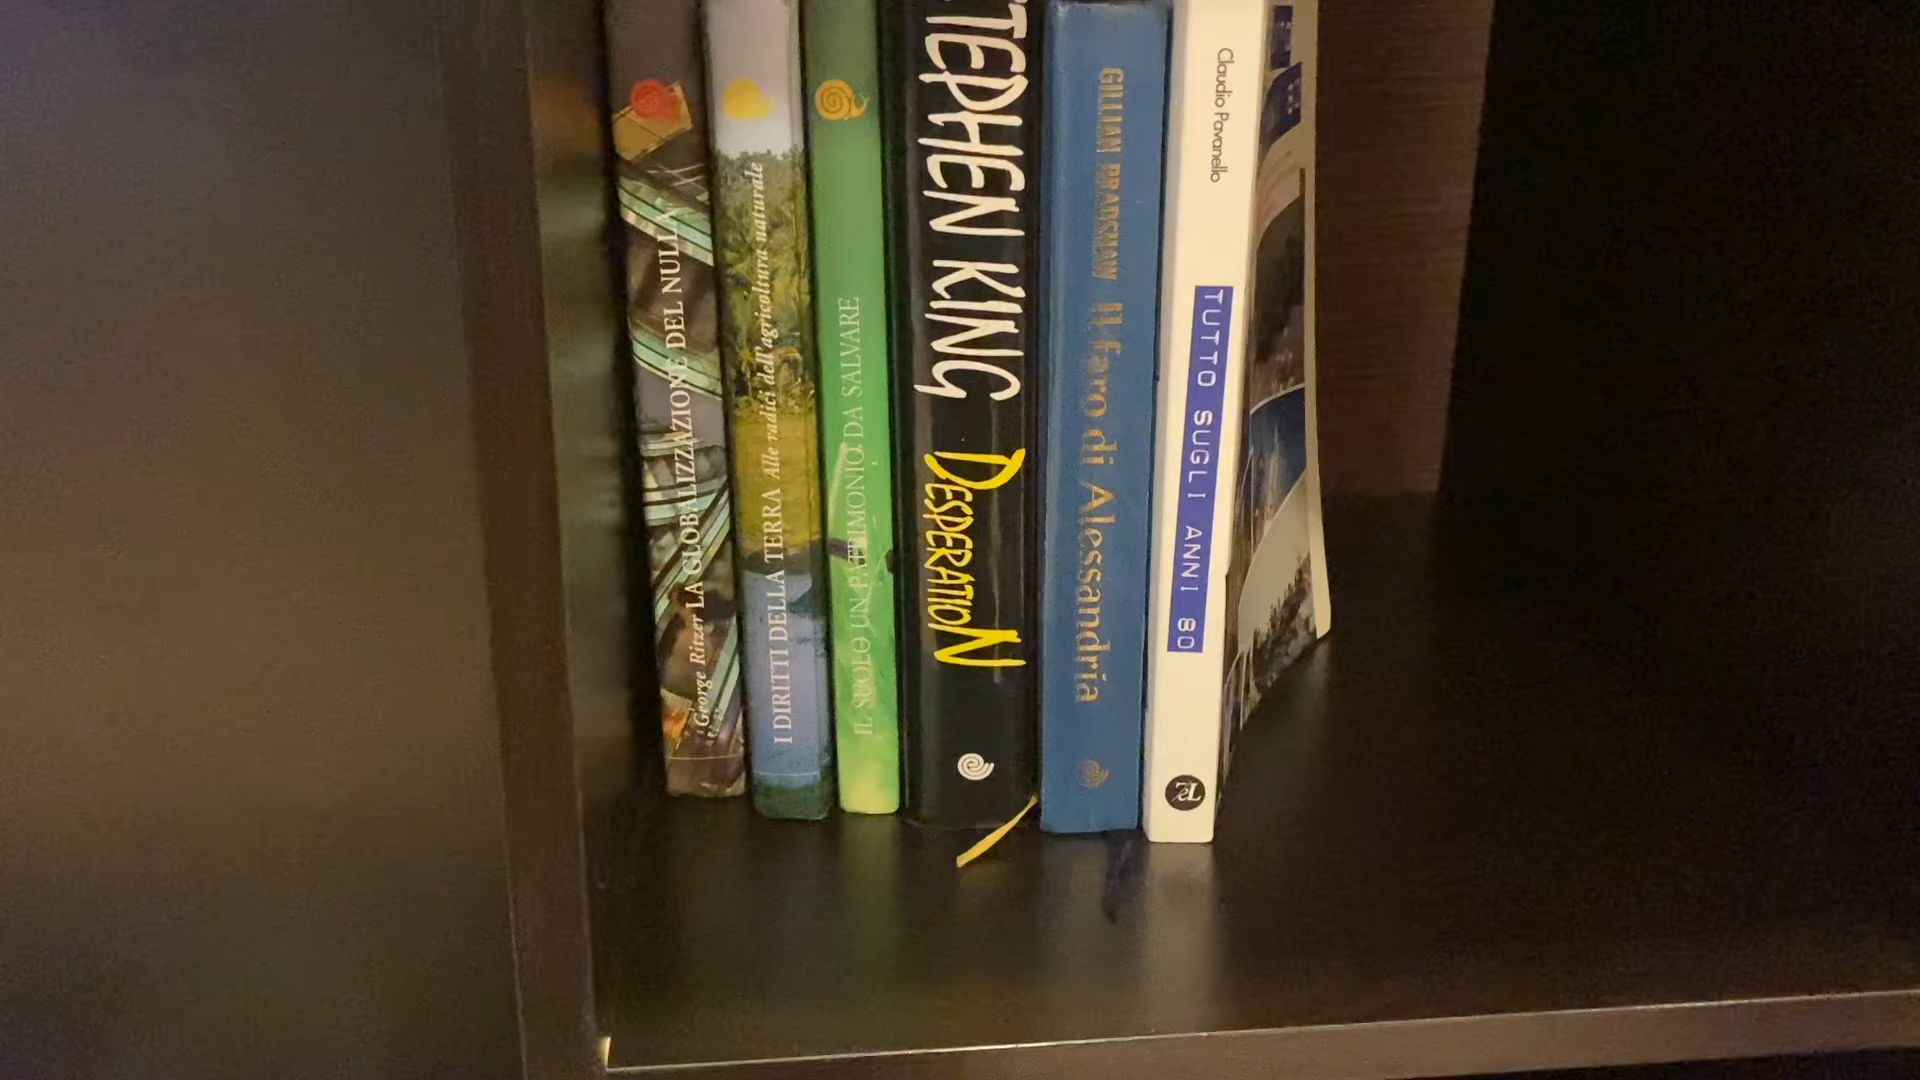 George Ritzer LA GLOBALIZZAZIONE DEL NULLA
I DIRITTI DELLA TERRA Alle radici dell'agricoltura naturale
IL SUOLO UN PATRIMONIO DA SALVARE
STEPHEN KING DESPERATION
GILLIAN BRADSHAW Il faro di Alessandria
Claudio Pavanello TUTTO SUGLI ANNI 80